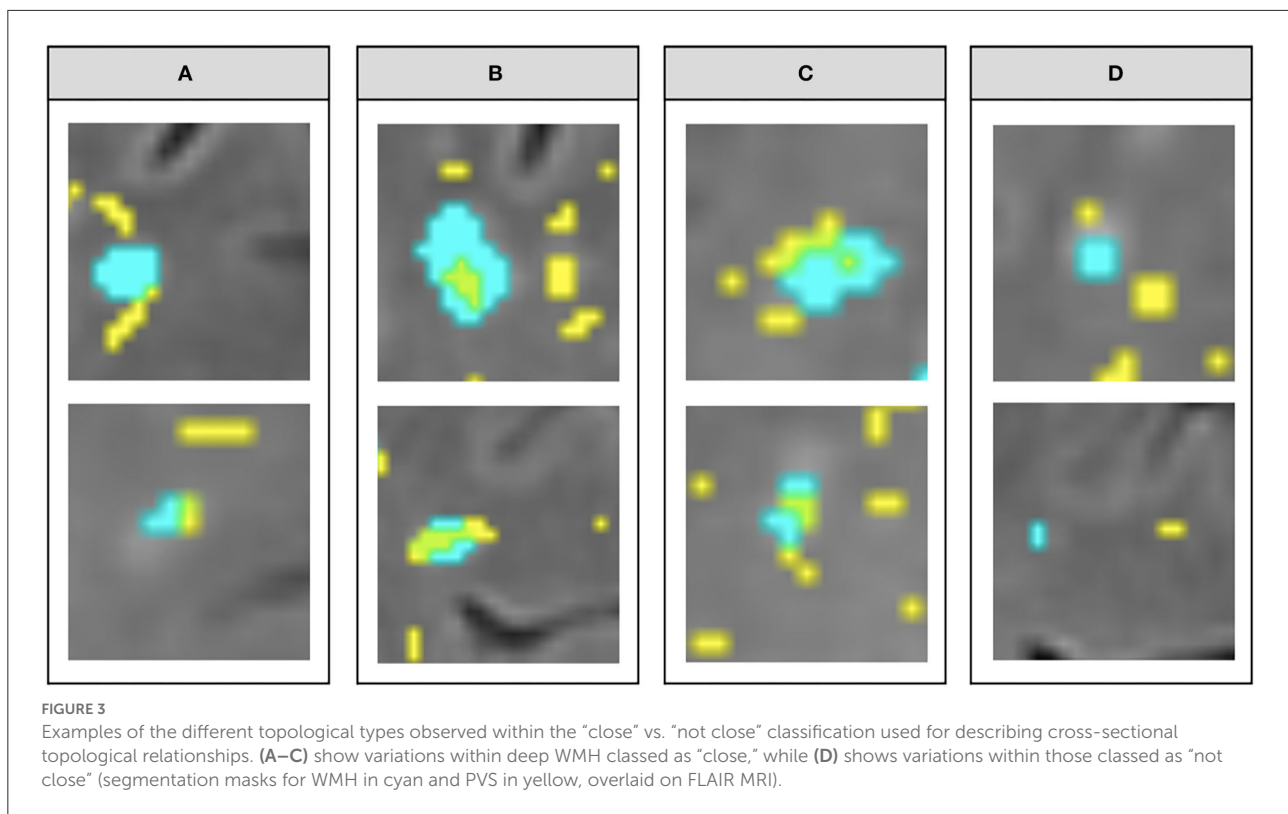 A
B
C
D
FIGURE 3
Examples of the different topological types observed within the “close” vs. “not close” classification used for describing cross-sectional
topological relationships. (A–C) show variations within deep WMH classed as “close,” while (D) shows variations within those classed as “not
close” (segmentation masks for WMH in cyan and PVS in yellow, overlaid on FLAIR MRI).